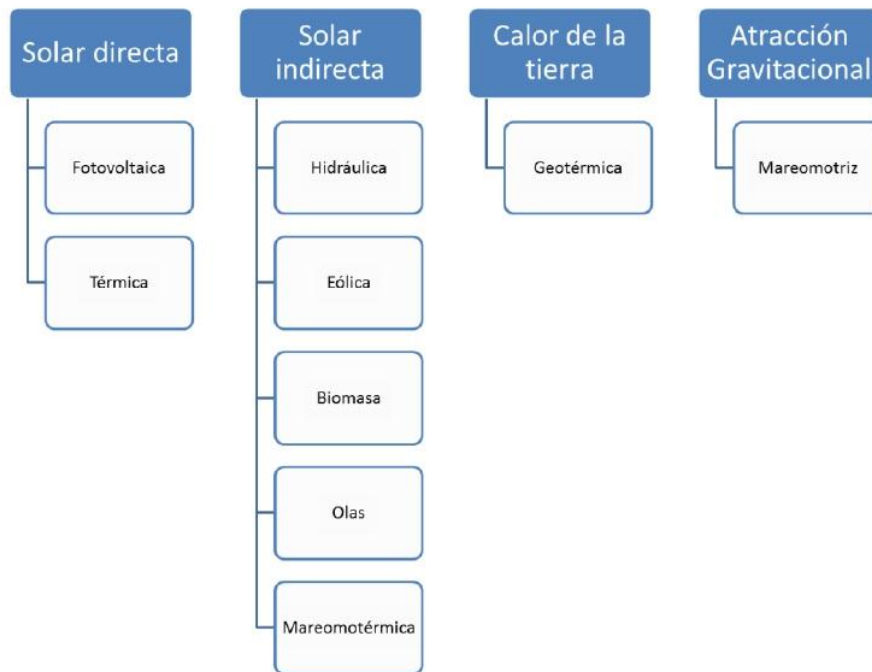 Solar directa
Fotovoltaica
Térmica
Solar
indirecta
Hidráulica
Eólica
Biomasa
Olas
Mareomotérmica
Calor de la
tierra
Geotérmica
Atracción
Gravitacional
Mareomotriz